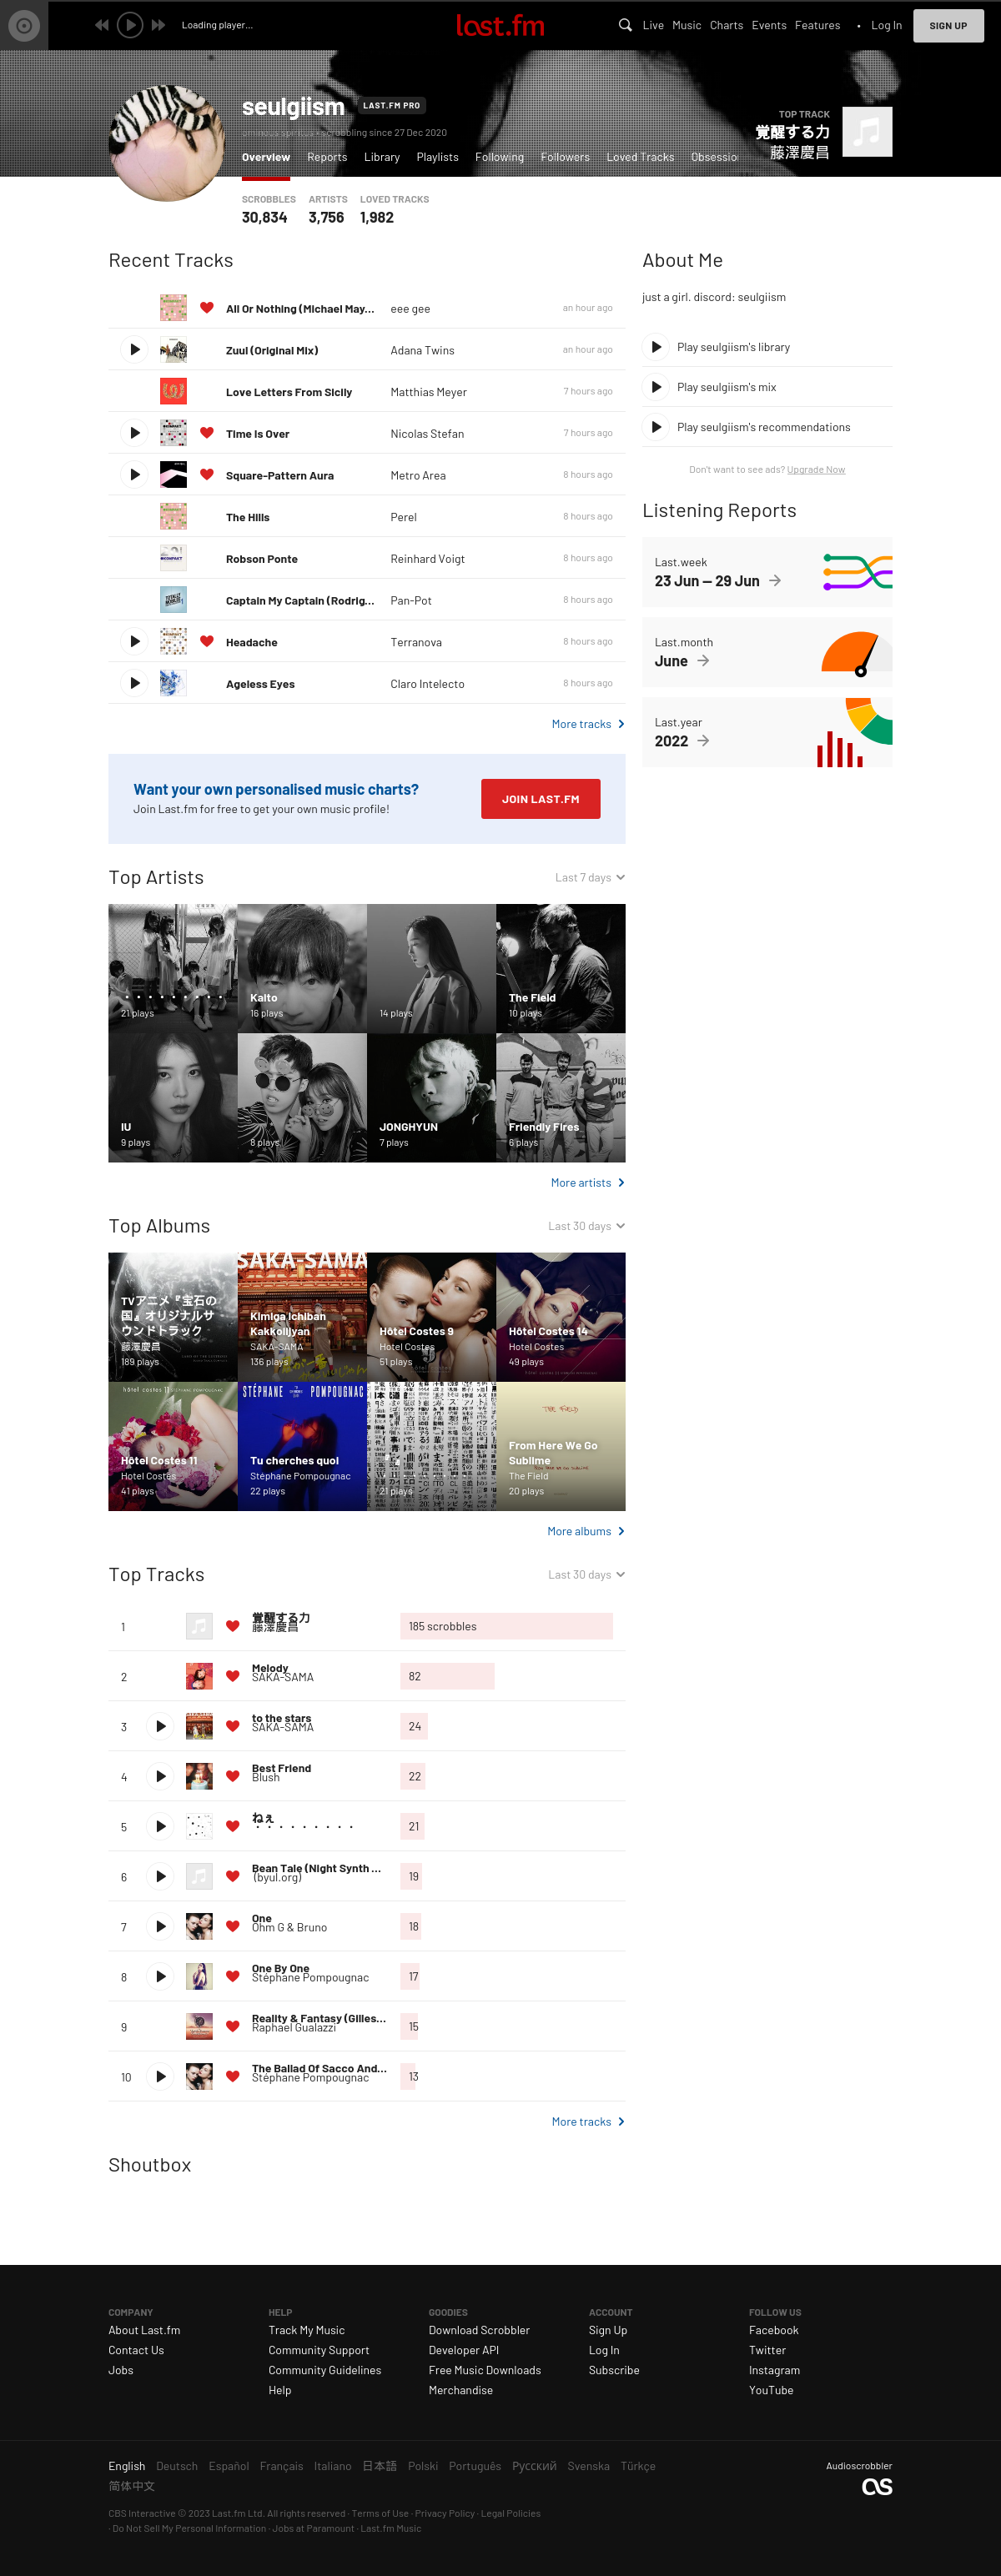 Loading player…
last.fm
Live Music Charts Events Features • Log In SIGN UP
seulgiism LAST.FM PRO
scrobbling since 27 Dec 2020
TOP TRACK
覚醒する力
藤澤慶昌
Overview Reports Library Playlists Following Followers Loved Tracks
SCROBBLES ARTISTS LOVED TRACKS
30,834 3,756 1,982
Recent Tracks
All Or Nothing (Michael May… eee gee an hour ago
Zuul (Original Mix) Adana Twins an hour ago
Love Letters From Sicily Matthias Meyer 7 hours ago
Time Is Over Nicolas Stefan 7 hours ago
Square-Pattern Aura Metro Area 8 hours ago
The Hills Perel 8 hours ago
Robson Ponte Reinhard Voigt 8 hours ago
Captain My Captain (Rodrig… Pan-Pot 8 hours ago
Headache Terranova 8 hours ago
Ageless Eyes Claro Intelecto 8 hours ago
More tracks
Want your own personalised music charts?
Join Last.fm for free to get your own music profile!
JOIN LAST.FM
About Me
just a girl. discord: seulgiism
Play seulgiism's library
Play seulgiism's mix
Play seulgiism's recommendations
Don't want to see ads? Upgrade Now
Listening Reports
Last.week
23 Jun — 29 Jun
Last.month
June
Last.year
2022
Top Artists Last 7 days
・・・・・・・・・
21 plays
Kaito
16 plays
14 plays
The Field
10 plays
IU
9 plays
8 plays
JONGHYUN
7 plays
Friendly Fires
6 plays
More artists
Top Albums Last 30 days
TVアニメ『宝石の
国』オリジナルサ
ウンドトラック
藤澤慶昌
189 plays
SAKA-SAMA
Kimiga Ichiban
Kakkoiijyan
SAKA-SAMA
136 plays
Hôtel Costes 9
Hotel Costes
51 plays
Hôtel Costes 14
Hotel Costes
49 plays
hôtel costes 11
Hôtel Costes 11
Hotel Costes
41 plays
STÉPHANE POMPOUGNAC
Tu cherches quoi
Stéphane Pompougnac
22 plays
21 plays
THE FIELD
From Here We Go
Sublime
The Field
20 plays
More albums
Top Tracks Last 30 days
1 覚醒する力
藤澤慶昌
185 scrobbles
2 Melody
SAKA-SAMA
82
3 to the stars
SAKA-SAMA
24
4 Best Friend
Blush
22
5 ねぇ
・・・・・・・・・
21
6 Bean Tale (Night Synth …
(byul.org)
19
7 One
Ohm G & Bruno
18
8 One By One
Stéphane Pompougnac
17
9 Reality & Fantasy (Gilles…
Raphael Gualazzi
15
10 The Ballad Of Sacco And…
Stéphane Pompougnac
13
More tracks
Shoutbox
COMPANY
About Last.fm
Contact Us
Jobs
HELP
Track My Music
Community Support
Community Guidelines
Help
GOODIES
Download Scrobbler
Developer API
Free Music Downloads
Merchandise
ACCOUNT
Sign Up
Log In
Subscribe
FOLLOW US
Facebook
Twitter
Instagram
YouTube
English Deutsch Español Français Italiano 日本語 Polski Português Русский Svenska Türkçe
简体中文
Audioscrobbler
CBS Interactive © 2023 Last.fm Ltd. All rights reserved · Terms of Use · Privacy Policy · Legal Policies
· Do Not Sell My Personal Information · Jobs at Paramount · Last.fm Music